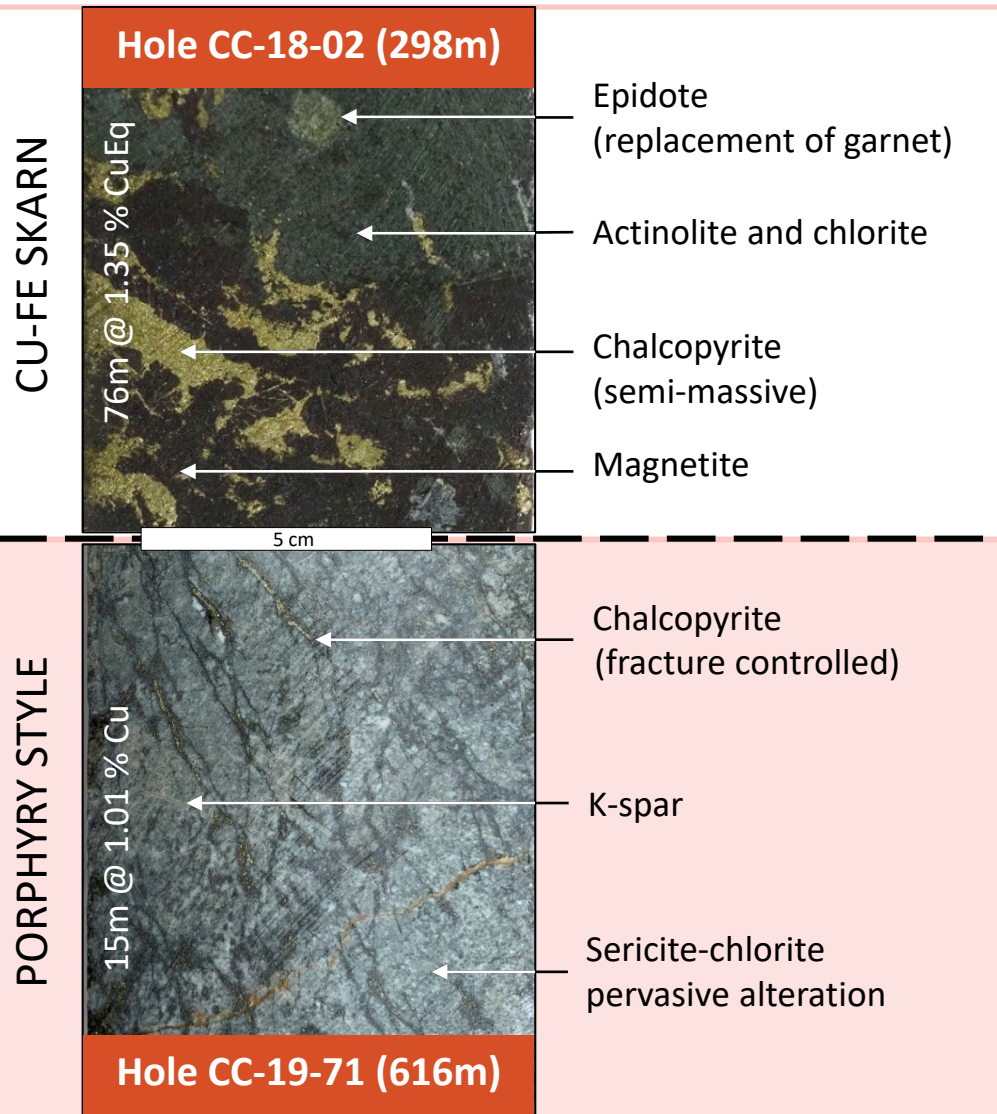 Hole CC-18-02 (298m)
CU-FE SKARN
76m @ 1.35 % CuEq
Epidote
(replacement of garnet)
Actinolite and chlorite
Chalcopyrite
(semi-massive)
Magnetite
5 cm
PORPHYRY STYLE
15m @ 1.01 % Cu
Chalcopyrite
(fracture controlled)
K-spar
Sericite-chlorite
pervasive alteration
Hole CC-19-71 (616m)